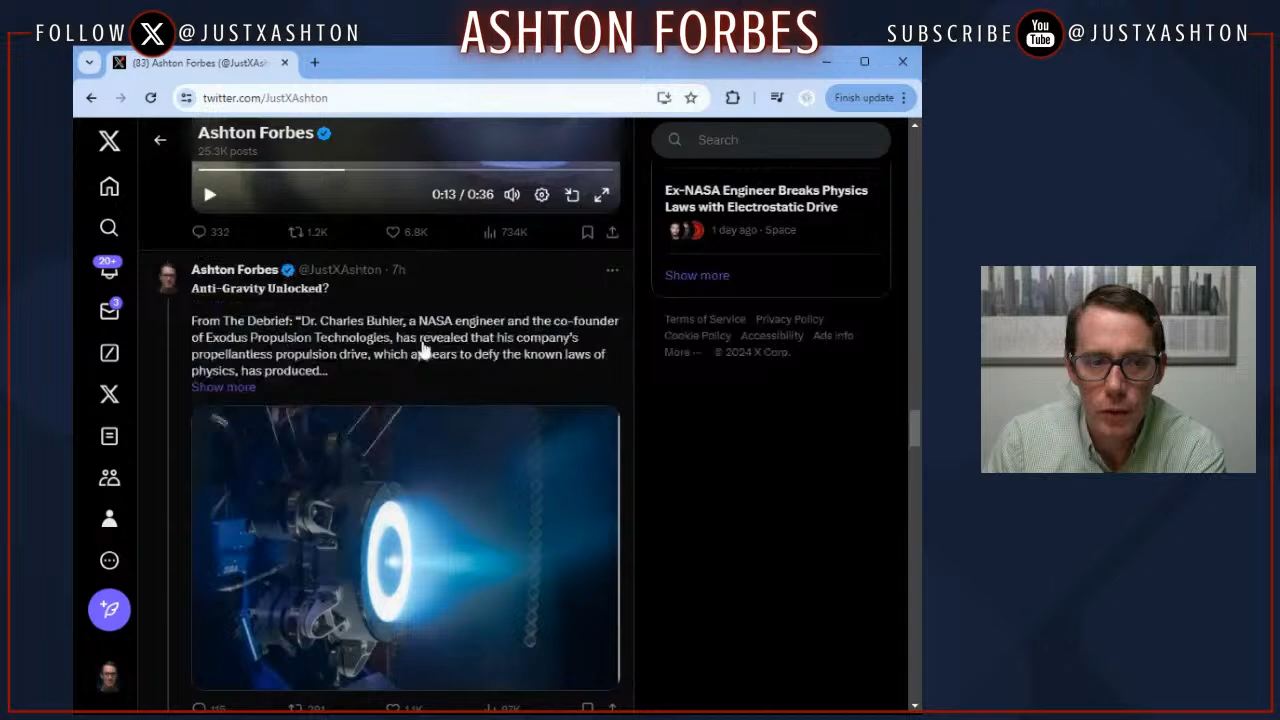 FOLLOW X @JUSTXASHTON
ASHTON FORBES
SUBSCRIBE You Tube @JUSTXASHTON
(83) Ashton Forbes (@JustXAsh
twitter.com/JustXAshton
Finish update
Ashton Forbes
25.3K posts
Search
0:13 / 0:36
332 1.2K 6.8K 734K
Ex-NASA Engineer Breaks Physics
Laws with Electrostatic Drive
1 day ago · Space
Show more
Terms of Service Privacy Policy
Cookie Policy Accessibility Ads info
More ··· © 2024 X Corp.
20+
3
Ashton Forbes @JustXAshton · 7h
Anti-Gravity Unlocked?
From The Debrief: "Dr. Charles Buhler, a NASA engineer and the co-founder
of Exodus Propulsion Technologies, has revealed that his company's
propellantless propulsion drive, which appears to defy the known laws of
physics, has produced...
Show more